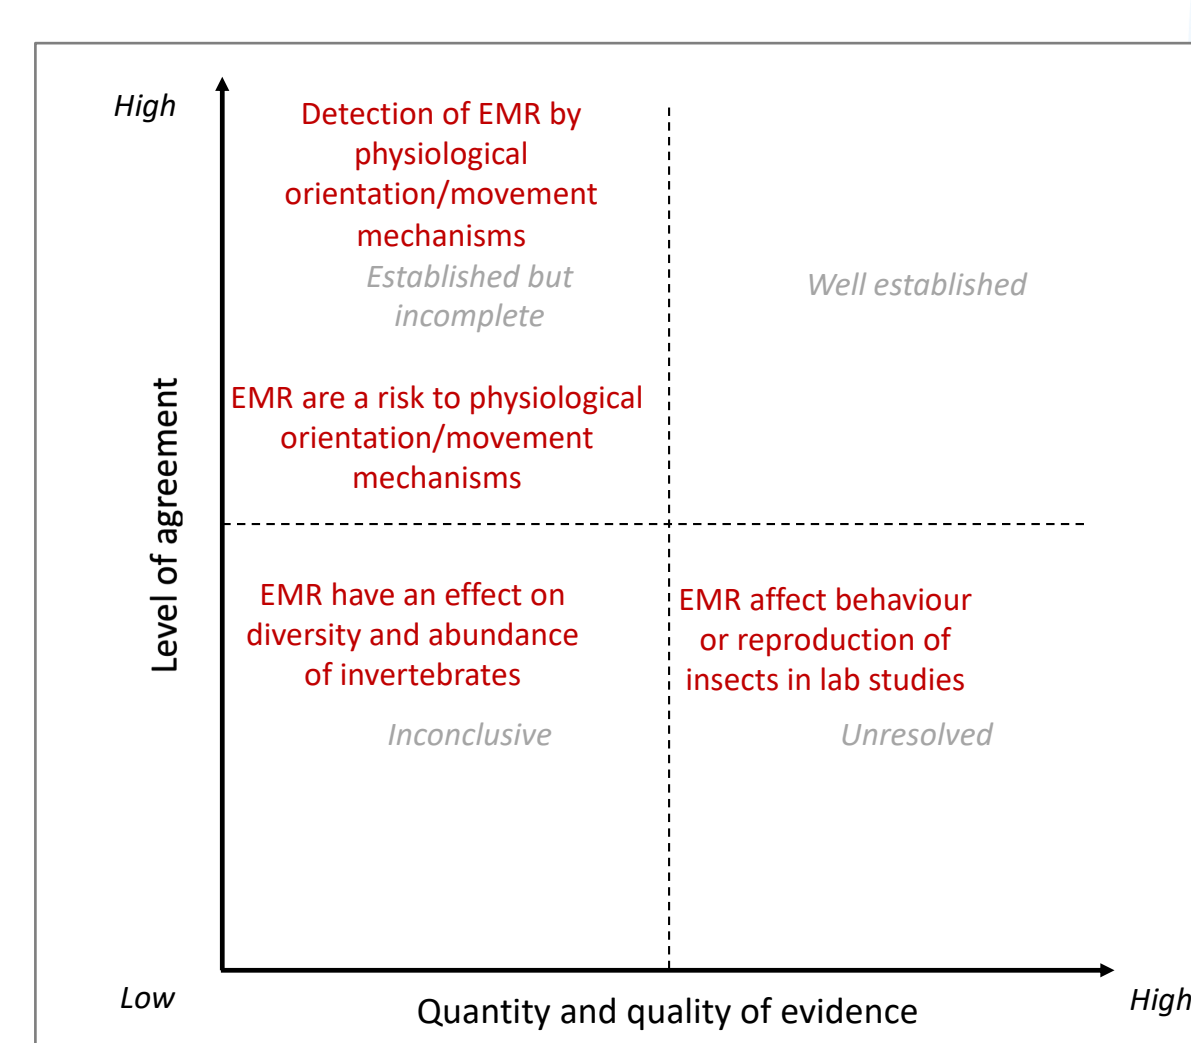 High
Detection of EMR by
physiological
orientation/movement
mechanisms
Established but
incomplete
Well established
EMR are a risk to physiological
orientation/movement
mechanisms
Level of agreement
EMR have an effect on
diversity and abundance
of invertebrates
Inconclusive
EMR affect behaviour
or reproduction of
insects in lab studies
Unresolved
Low
Quantity and quality of evidence
High